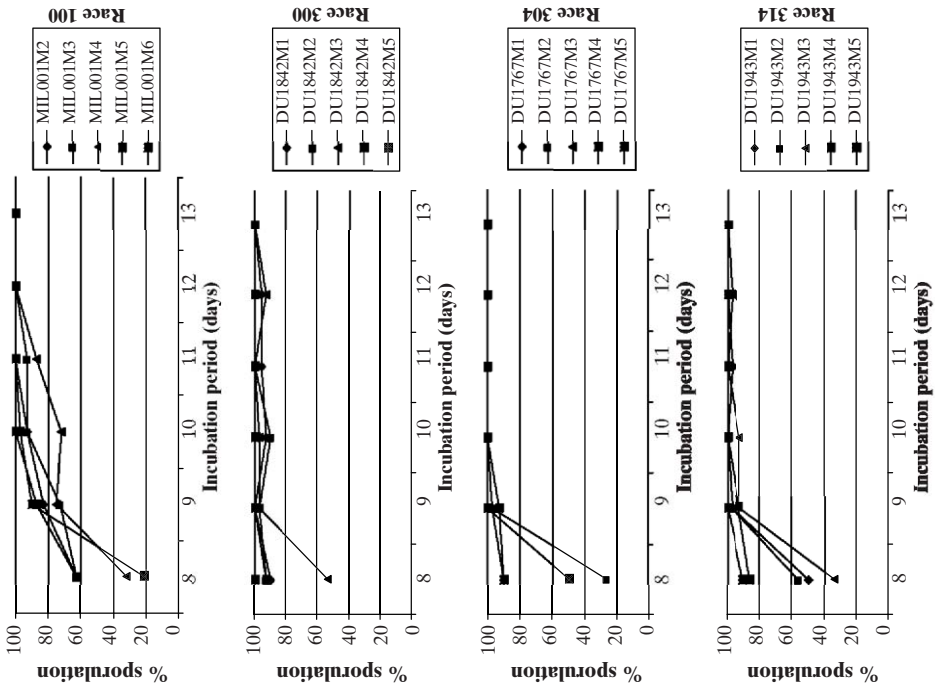 Race 100
MIL001M2
MIL001M3
MIL001M4
MIL001M5
MIL001M6
% sporulation
100
80
60
40
20
0
8
9
10
11
12
13
Incubation period (days)
Race 300
DU1842M1
DU1842M2
DU1842M3
DU1842M4
DU1842M5
% sporulation
100
80
60
40
20
0
8
9
10
11
12
13
Incubation period (days)
Race 304
DU1767M1
DU1767M2
DU1767M3
DU1767M4
DU1767M5
% sporulation
100
80
60
40
20
0
8
9
10
11
12
13
Incubation period (days)
Race 314
DU1943M1
DU1943M2
DU1943M3
DU1943M4
DU1943M5
% sporulation
100
80
60
40
20
0
8
9
10
11
12
13
Incubation period (days)